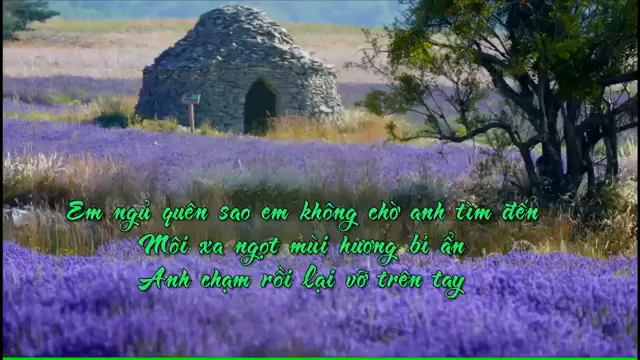 Em ngủ quên sao em không chờ anh tìm đến
Môi xa ngọt mùi hương bí ẩn
Anh chạm rồi lại vỡ trên tay